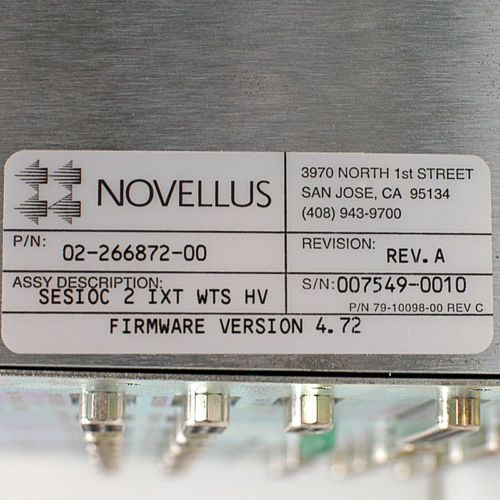 NOVELLUS
3970 NORTH 1st STREET
SAN JOSE, CA 95134
(408) 943-9700
P/N: 02-266872-00
REVISION: REV. A
ASSY DESCRIPTION:
SESIOC 2 IXT WTS HV
S/N: 007549-0010
P/N 79-10098-00 REV C
FIRMWARE VERSION 4.72